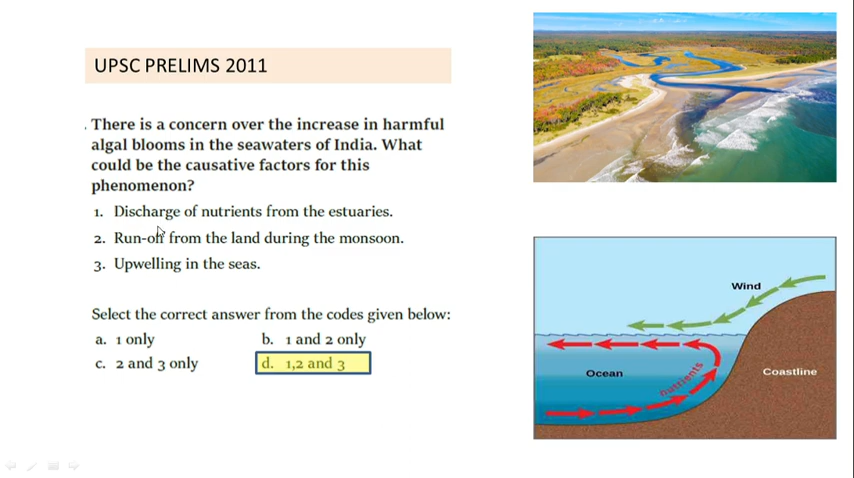 UPSC PRELIMS 2011
. There is a concern over the increase in harmful
algal blooms in the seawaters of India. What
could be the causative factors for this
phenomenon?
1. Discharge of nutrients from the estuaries.
2. Run-off from the land during the monsoon.
3. Upwelling in the seas.
Select the correct answer from the codes given below:
a. 1 only
b. 1 and 2 only
c. 2 and 3 only
d. 1,2 and 3
Wind
Ocean
nutrients
Coastline